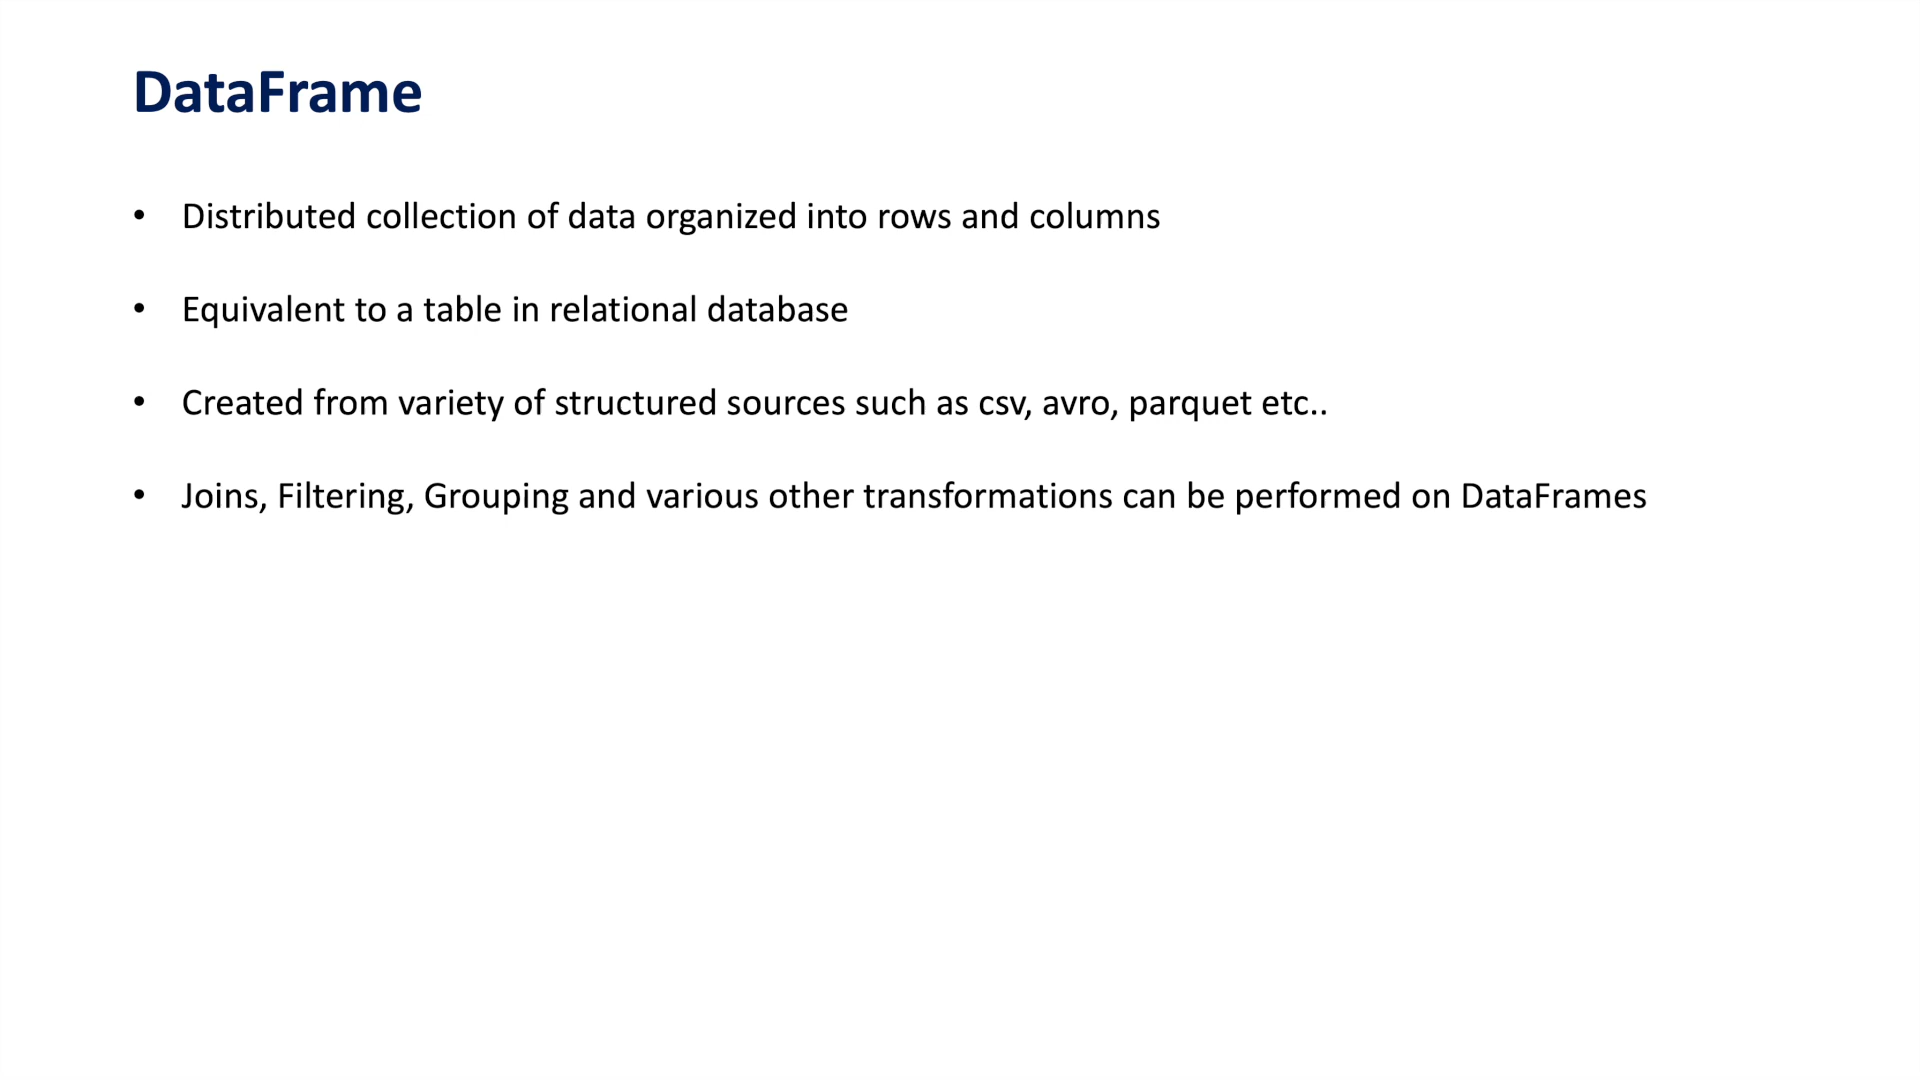 DataFrame
• Distributed collection of data organized into rows and columns
• Equivalent to a table in relational database
• Created from variety of structured sources such as csv, avro, parquet etc..
• Joins, Filtering, Grouping and various other transformations can be performed on DataFrames